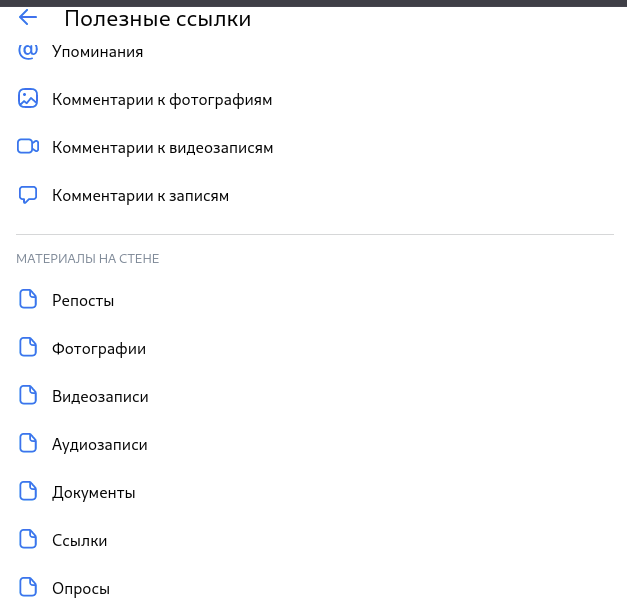 Полезные ссылки
Упоминания
Комментарии к фотографиям
Комментарии к видеозаписям
Комментарии к записям
МАТЕРИАЛЫ НА СТЕНЕ
Репосты
Фотографии
Видеозаписи
Аудиозаписи
Документы
Ссылки
Опросы